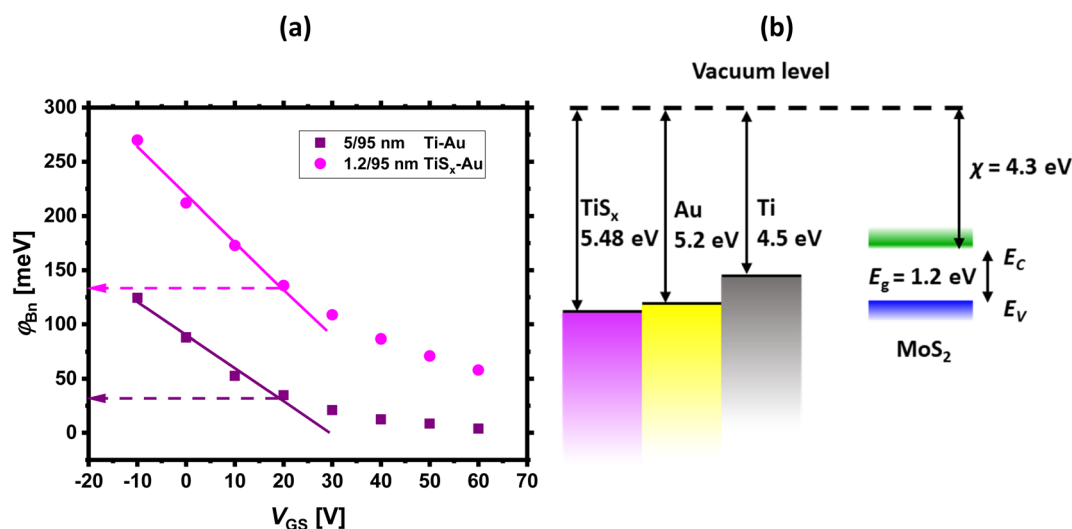 (a)
300
250
200
150
100
50
0
φBn [meV]
5/95 nm Ti-Au
1.2/95 nm TiSx-Au
-20 -10 0 10 20 30 40 50 60 70
VGS [V]
(b)
Vacuum level
TiSx
5.48 eV
Au
5.2 eV
Ti
4.5 eV
χ = 4.3 eV
EC
Eg = 1.2 eV
EV
MoS2